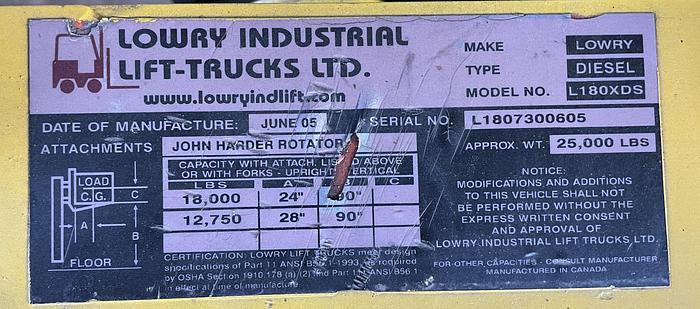 LOWRY INDUSTRIAL
LIFT-TRUCKS LTD.
www.lowryindlift.com
MAKE LOWRY
TYPE DIESEL
MODEL NO. L180XDS
DATE OF MANUFACTURE: JUNE 05 SERIAL NO. L1807300605
ATTACHMENTS JOHN HARDER ROTATOR APPROX. WT. 25,000 LBS
CAPACITY WITH ATTACH. LISTED ABOVE
OR WITH FORKS - UPRIGHT VERTICAL
LBS A B C
18,000 24" 90"
12,750 28" 90"
LOAD
C.G. C
A B
FLOOR
NOTICE:
MODIFICATIONS AND ADDITIONS
TO THIS VEHICLE SHALL NOT
BE PERFORMED WITHOUT THE
EXPRESS WRITTEN CONSENT
AND APPROVAL OF
LOWRY INDUSTRIAL LIFT TRUCKS LTD.
CERTIFICATION: LOWRY LIFT TRUCKS meet design
specifications of Part 11 ANSI B56.1-1993, as required
by OSHA Section 1910.178 (a) (2) and Part 11 ANSI B56.1
in effect at time of manufacture
FOR OTHER CAPACITIES - CONSULT MANUFACTURER
MANUFACTURED IN CANADA